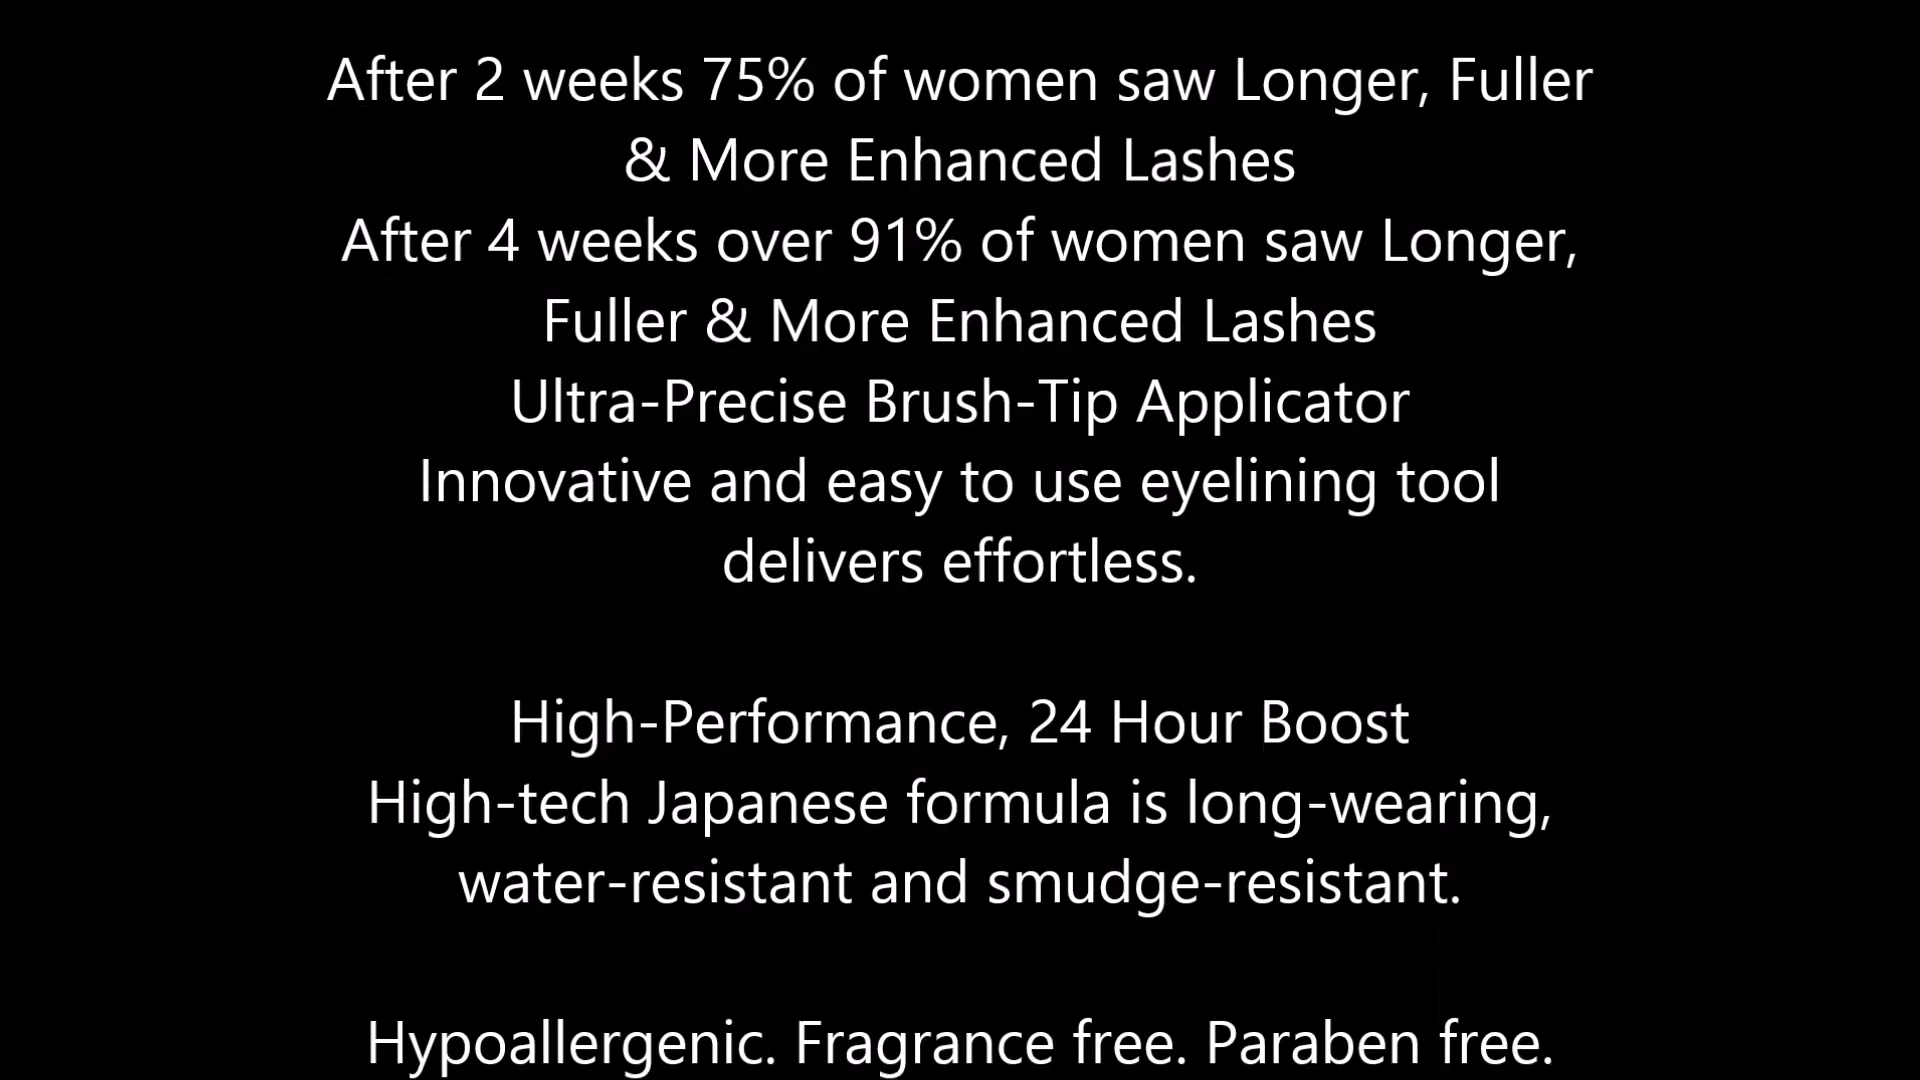 After 2 weeks 75% of women saw Longer, Fuller
& More Enhanced Lashes
After 4 weeks over 91% of women saw Longer,
Fuller & More Enhanced Lashes
Ultra-Precise Brush-Tip Applicator
Innovative and easy to use eyelining tool
delivers effortless.
High-Performance, 24 Hour Boost
High-tech Japanese formula is long-wearing,
water-resistant and smudge-resistant.
Hypoallergenic. Fragrance free. Paraben free.